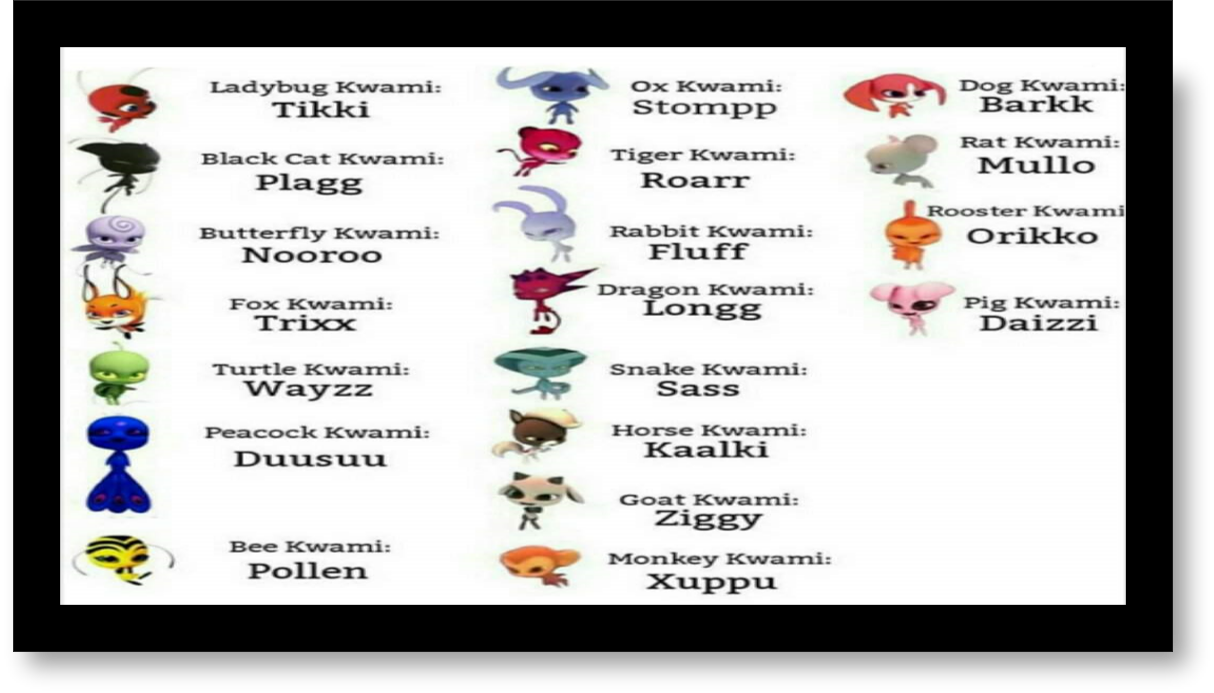 Ladybug Kwami:
Tikki
Black Cat Kwami:
Plagg
Butterfly Kwami:
Nooroo
Fox Kwami:
Trixx
Turtle Kwami:
Wayzz
Peacock Kwami:
Duusuu
Bee Kwami:
Pollen
Ox Kwami:
Stompp
Tiger Kwami:
Roarr
Rabbit Kwami:
Fluff
Dragon Kwami:
Longg
Snake Kwami:
Sass
Horse Kwami:
Kaalki
Goat Kwami:
Ziggy
Monkey Kwami:
Xuppu
Dog Kwami:
Barkk
Rat Kwami:
Mullo
Rooster Kwami
Orikko
Pig Kwami:
Daizzi